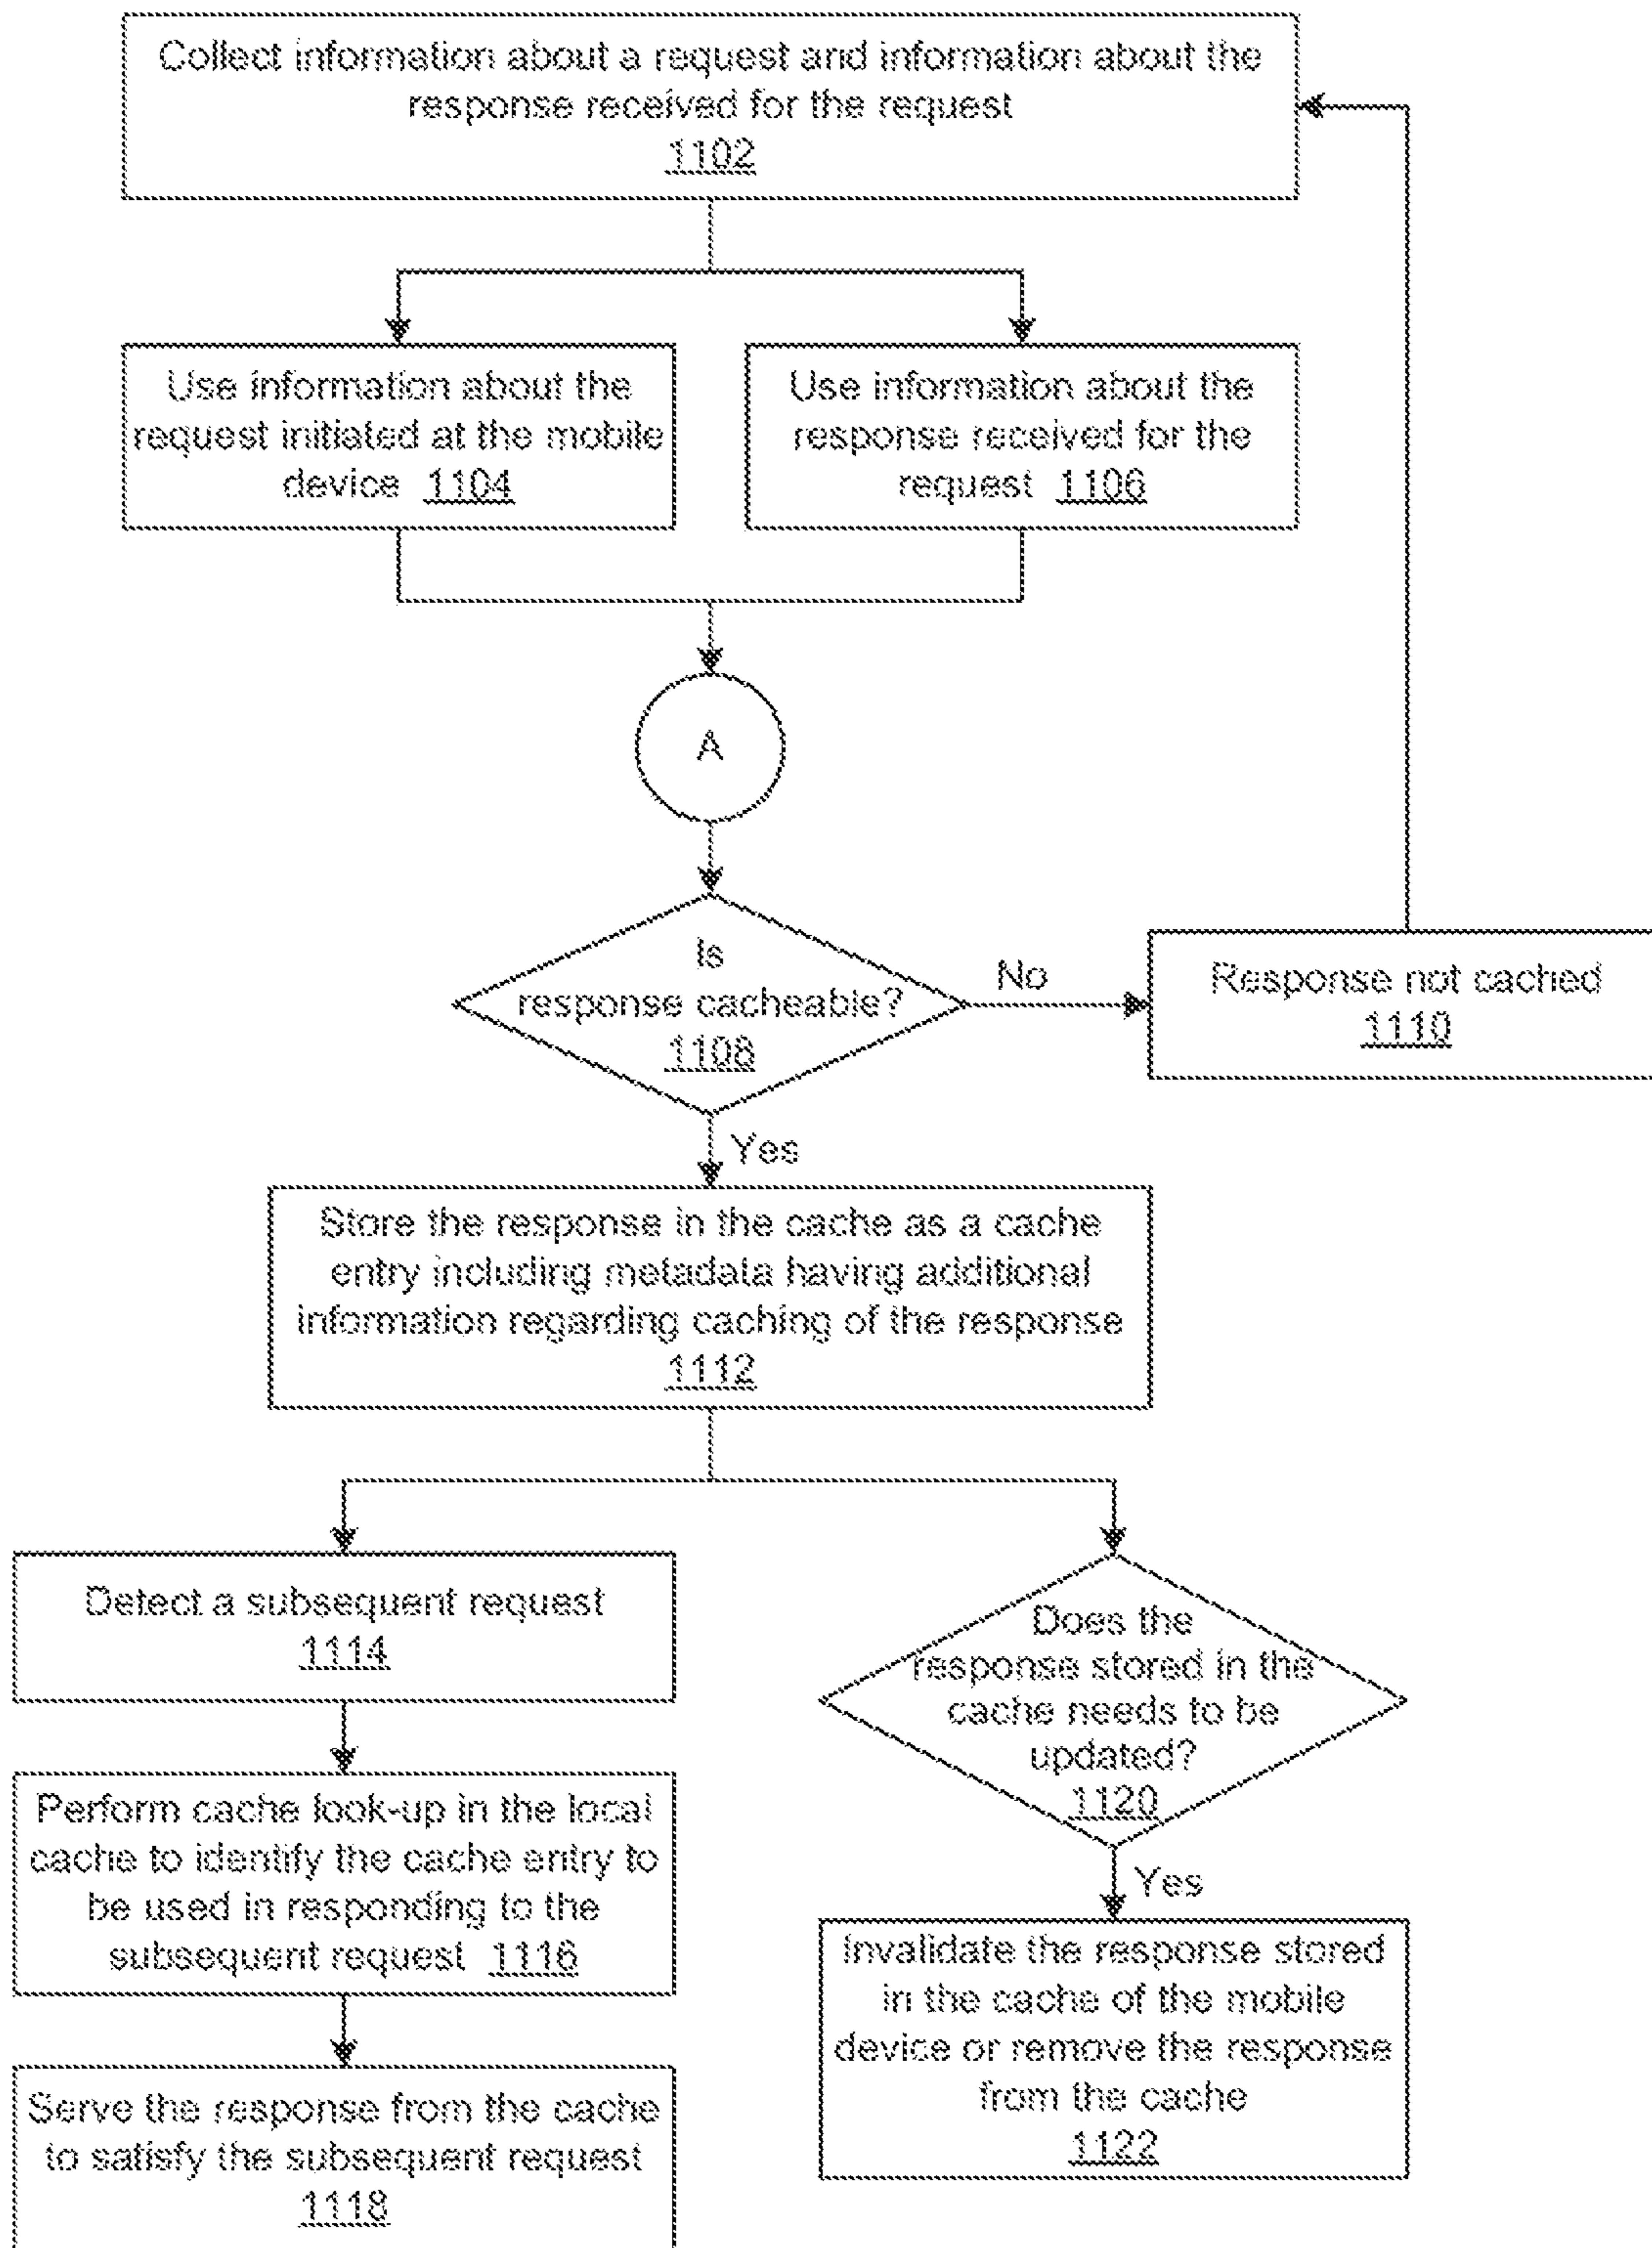 Collect information about a request and information about the
response received for the request
1102
Use information about the
request initiated at the mobile
device 1104
Use information about the
response received for the
request 1106
A
Is
response cacheable?
1108
No
Response not cached
1110
Yes
Store the response in the cache as a cache
entry including metadata having additional
information regarding caching of the response
1112
Detect a subsequent request
1114
Does the
response stored in the
cache needs to be
updated?
1120
Perform cache look-up in the local
cache to identify the cache entry to
be used in responding to the
subsequent request 1116
Yes
Invalidate the response stored
in the cache of the mobile
device or remove the response
from the cache
1122
Serve the response from the cache
to satisfy the subsequent request
1118